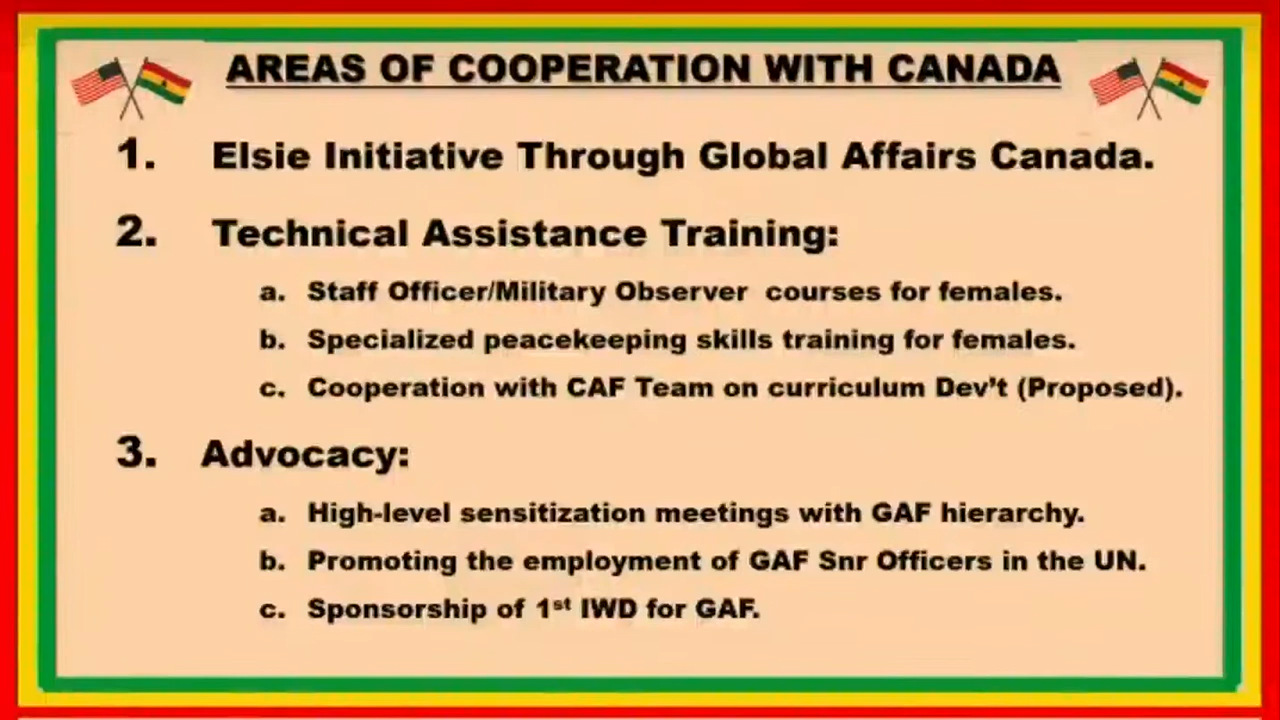 AREAS OF COOPERATION WITH CANADA
1. Elsie Initiative Through Global Affairs Canada.
2. Technical Assistance Training:
a. Staff Officer/Military Observer courses for females.
b. Specialized peacekeeping skills training for females.
c. Cooperation with CAF Team on curriculum Dev’t (Proposed).
3. Advocacy:
a. High-level sensitization meetings with GAF hierarchy.
b. Promoting the employment of GAF Snr Officers in the UN.
c. Sponsorship of 1st IWD for GAF.